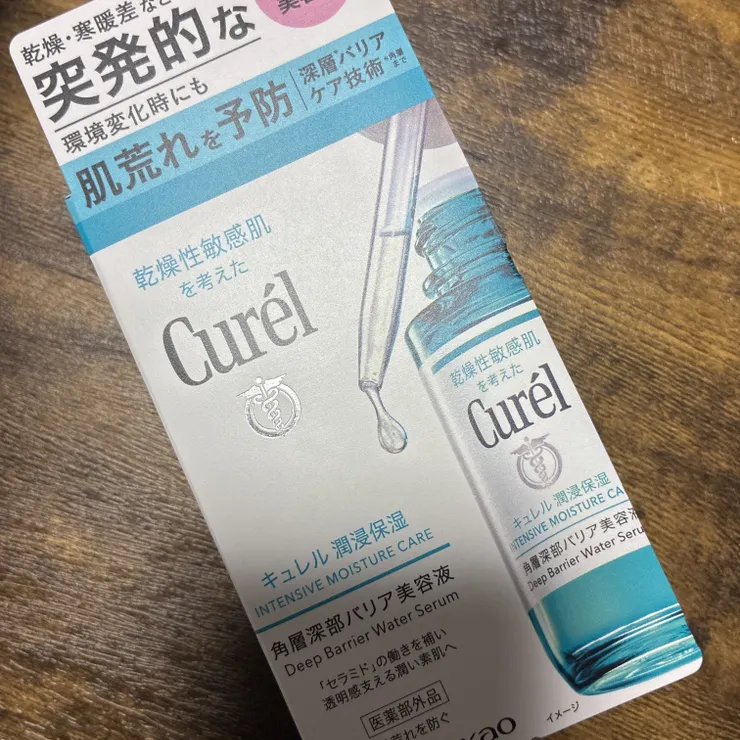 乾燥・寒暖差など
突発的な
環境変化時にも
肌荒れを予防
深層*バリア
ケア技術
*角層
まで
乾燥性敏感肌
を考えた
Curél
キュレル 潤浸保湿
INTENSIVE MOISTURE CARE
角層深部バリア美容液
Deep Barrier Water Serum
「セラミド」の働きを補い
透明感支える潤い素肌へ
医薬部外品
荒れを防ぐ
kao
乾燥性敏感肌
を考えた
Curél
キュレル 潤浸保湿
INTENSIVE MOISTURE CA
角層深部バリア美容液
Deep Barrier Water Seru
イメージ